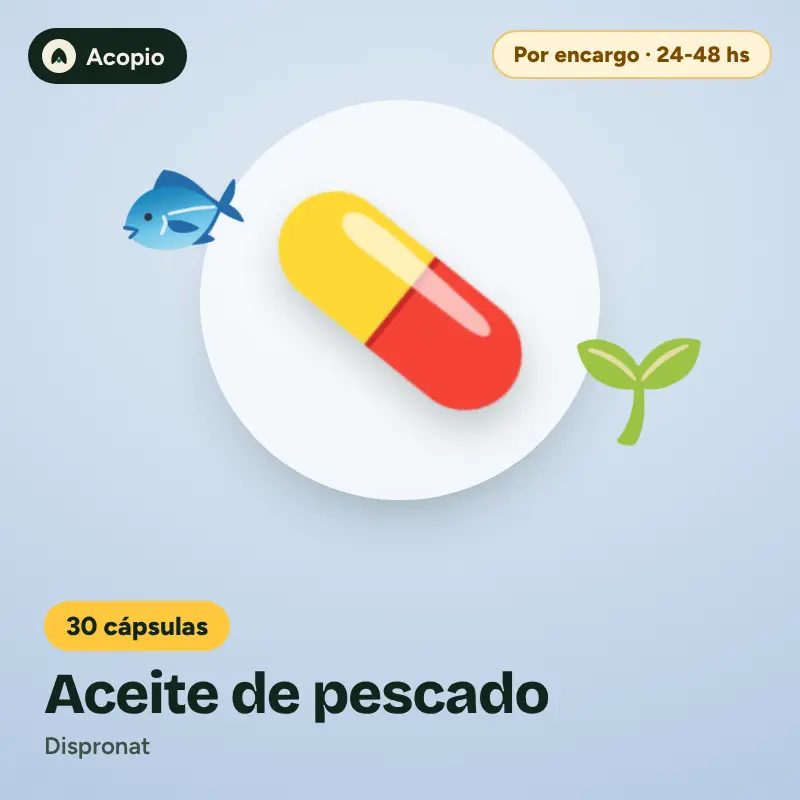 Acopio
Por encargo · 24-48 hs
30 cápsulas
Aceite de pescado
Dispronat